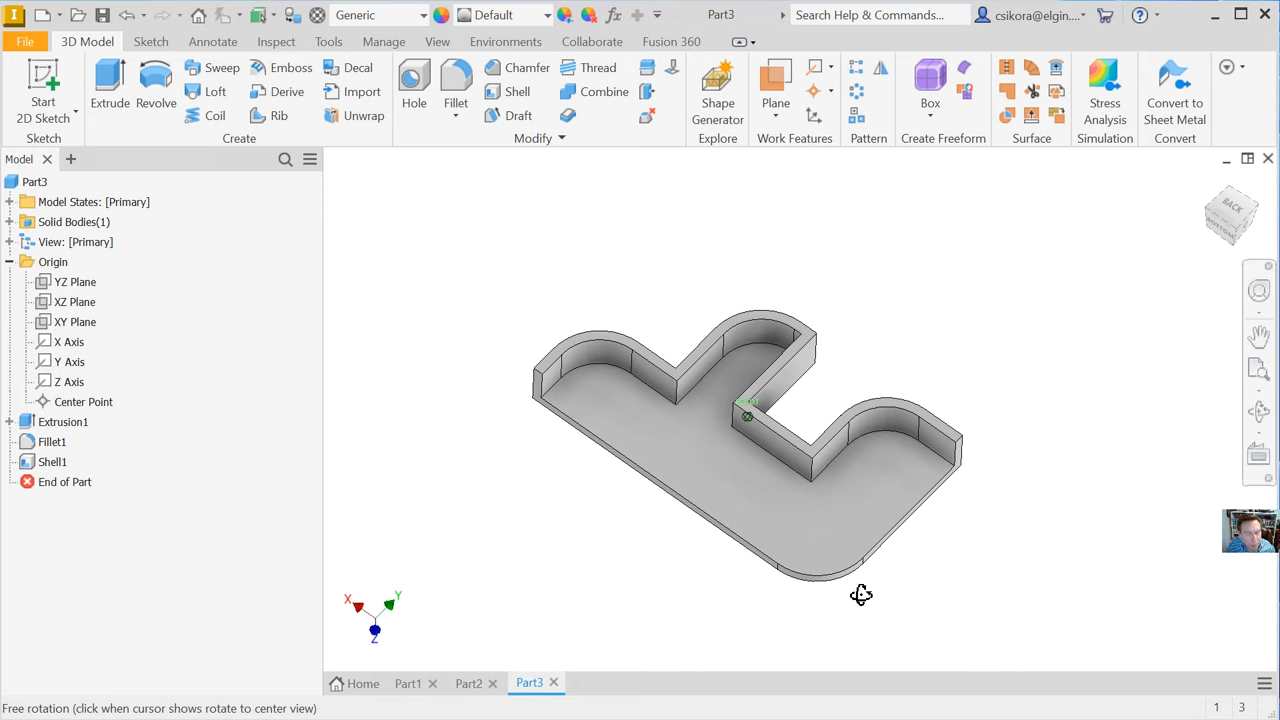 Generic
Default
Part3
Search Help & Commands...
csikora@elgin....
File
3D Model
Sketch
Annotate
Inspect
Tools
Manage
View
Environments
Collaborate
Fusion 360
Start
2D Sketch
Sketch
Extrude
Revolve
Sweep
Emboss
Decal
Loft
Derive
Import
Coil
Rib
Unwrap
Create
Hole
Fillet
Chamfer
Thread
Shell
Combine
Draft
Modify
Shape
Generator
Explore
Plane
Work Features
Pattern
Box
Create Freeform
Surface
Stress
Analysis
Simulation
Convert to
Sheet Metal
Convert
Model
Part3
Model States: [Primary]
Solid Bodies(1)
View: [Primary]
Origin
YZ Plane
XZ Plane
XY Plane
X Axis
Y Axis
Z Axis
Center Point
Extrusion1
Fillet1
Shell1
End of Part
BACK
BOTTOM
X
Y
Z
Home
Part1
Part2
Part3
Free rotation (click when cursor shows rotate to center view)
1
3